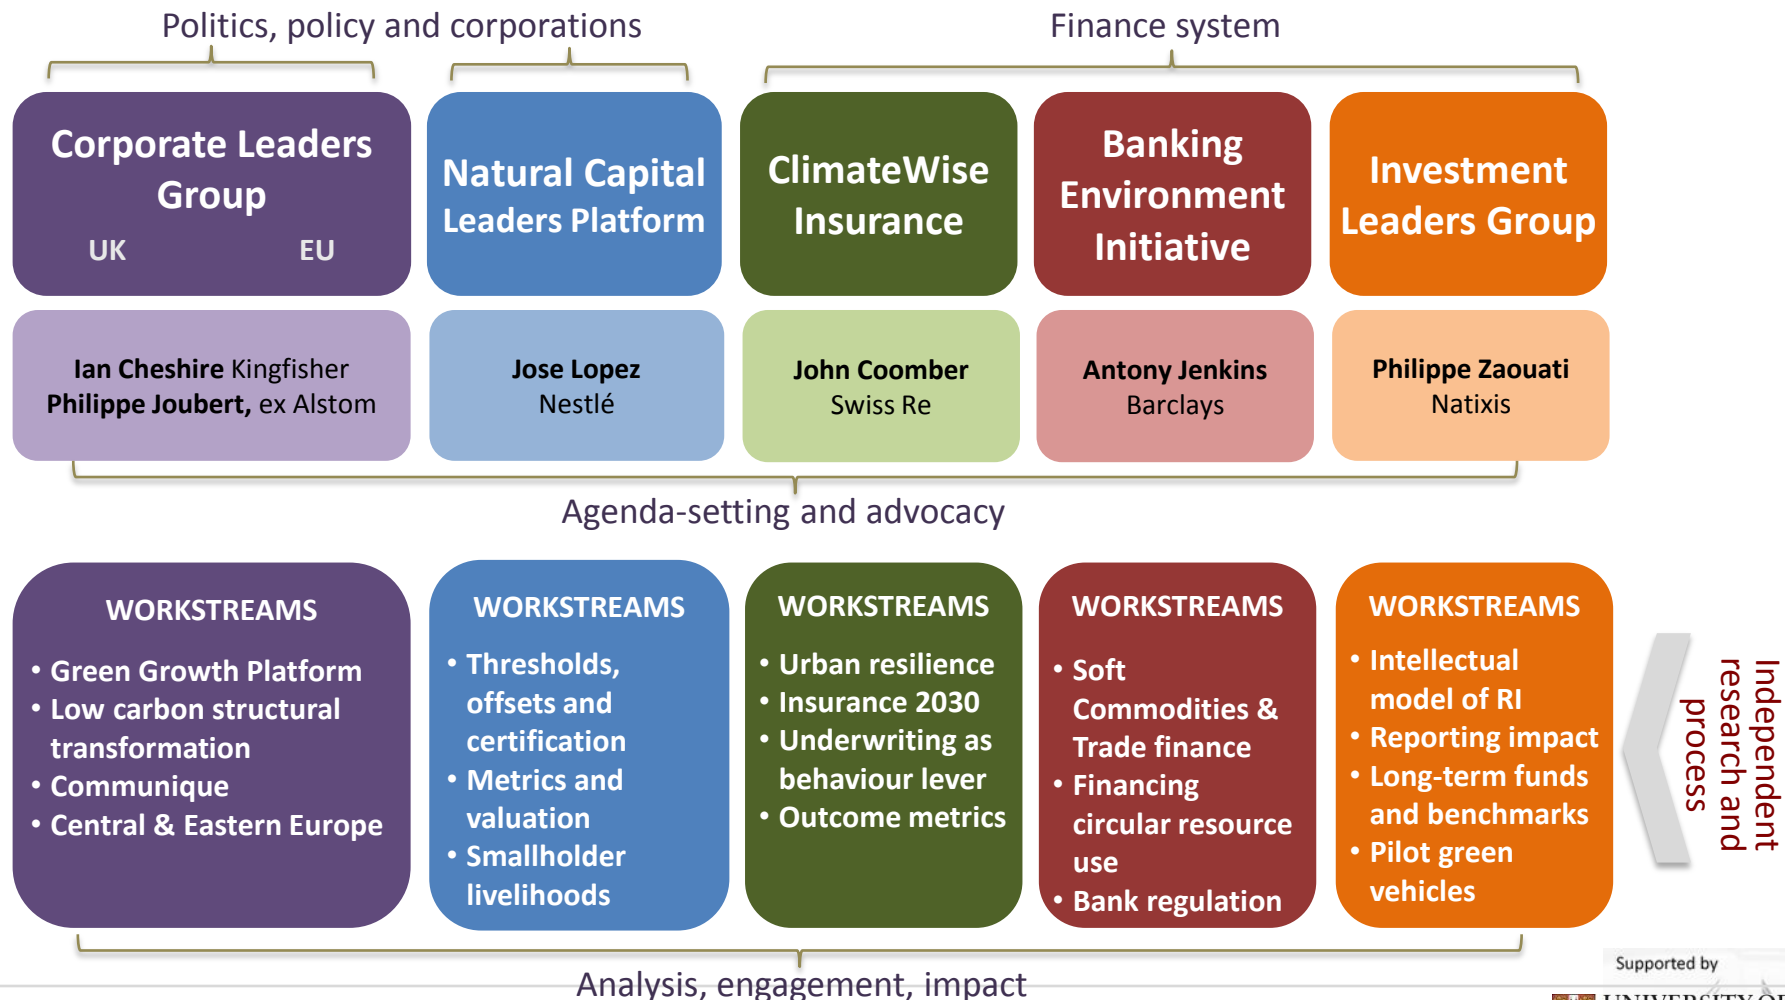 Politics, policy and corporations
Finance system
Corporate Leaders
Group
UK EU
Natural Capital
Leaders Platform
ClimateWise
Insurance
Banking
Environment
Initiative
Investment
Leaders Group
Ian Cheshire Kingfisher
Philippe Joubert, ex Alstom
Jose Lopez
Nestlé
John Coomber
Swiss Re
Antony Jenkins
Barclays
Philippe Zaouati
Natixis
Agenda-setting and advocacy
WORKSTREAMS
• Green Growth Platform
• Low carbon structural
transformation
• Communique
• Central & Eastern Europe
WORKSTREAMS
• Thresholds,
offsets and
certification
• Metrics and
valuation
• Smallholder
livelihoods
WORKSTREAMS
• Urban resilience
• Insurance 2030
• Underwriting as
behaviour lever
• Outcome metrics
WORKSTREAMS
• Soft
Commodities &
Trade finance
• Financing
circular resource
use
• Bank regulation
WORKSTREAMS
• Intellectual
model of RI
• Reporting impact
• Long-term funds
and benchmarks
• Pilot green
vehicles
Independent
research and
process
Analysis, engagement, impact
Supported by
UNIVERSITY OF